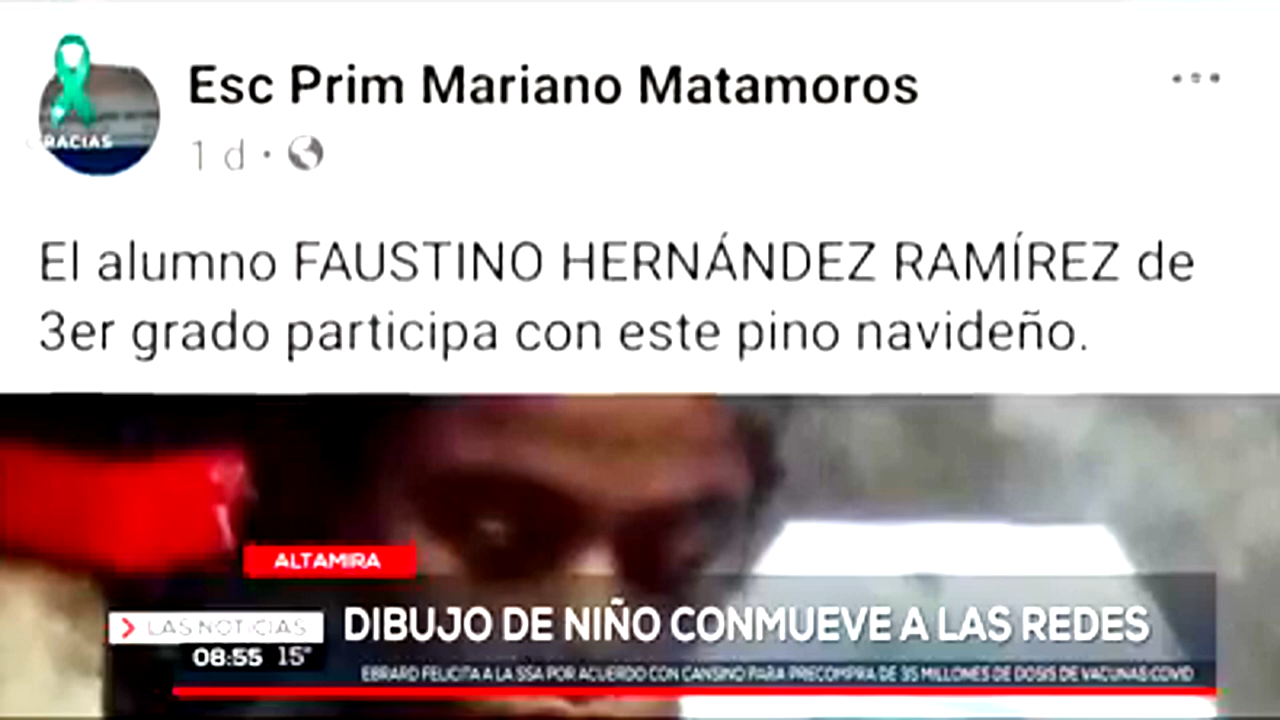 GRACIAS
Esc Prim Mariano Matamoros
1 d
El alumno FAUSTINO HERNÁNDEZ RAMÍREZ de
3er grado participa con este pino navideño.
ALTAMIRA
LAS NOTICIAS
DIBUJO DE NIÑO CONMUEVE A LAS REDES
08:55 15°
EBRARD FELICITA A LA SSA POR ACUERDO CON CANSINO PARA PRECOMPRA DE 35 MILLONES DE DOSIS DE VACUNAS COVID